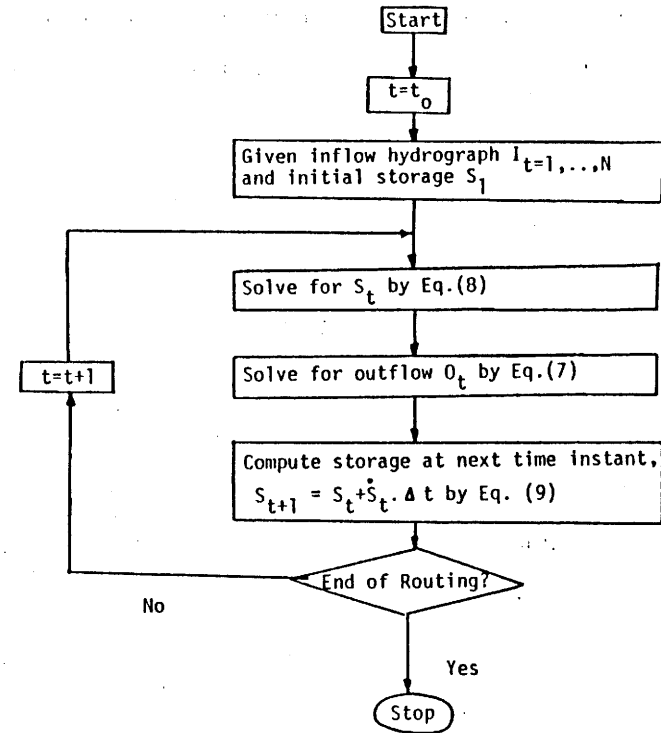 Start
t=t₀
Given inflow hydrograph I t=1,..,N
and initial storage S₁
Solve for Sₜ by Eq.(8)
Solve for outflow Oₜ by Eq.(7)
t=t+1
Compute storage at next time instant,
Sₜ₊₁ = Sₜ+Ṡₜ. Δ t by Eq. (9)
End of Routing?
No
Yes
Stop